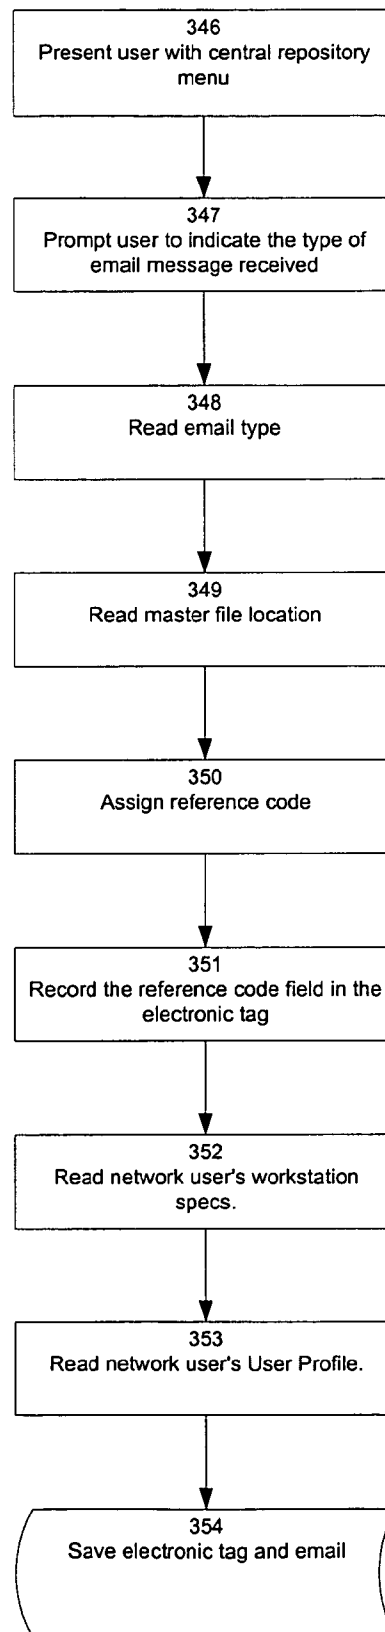 346
Present user with central repository
menu
347
Prompt user to indicate the type of
email message received
348
Read email type
349
Read master file location
350
Assign reference code
351
Record the reference code field in the
electronic tag
352
Read network user's workstation
specs.
353
Read network user's User Profile.
354
Save electronic tag and email